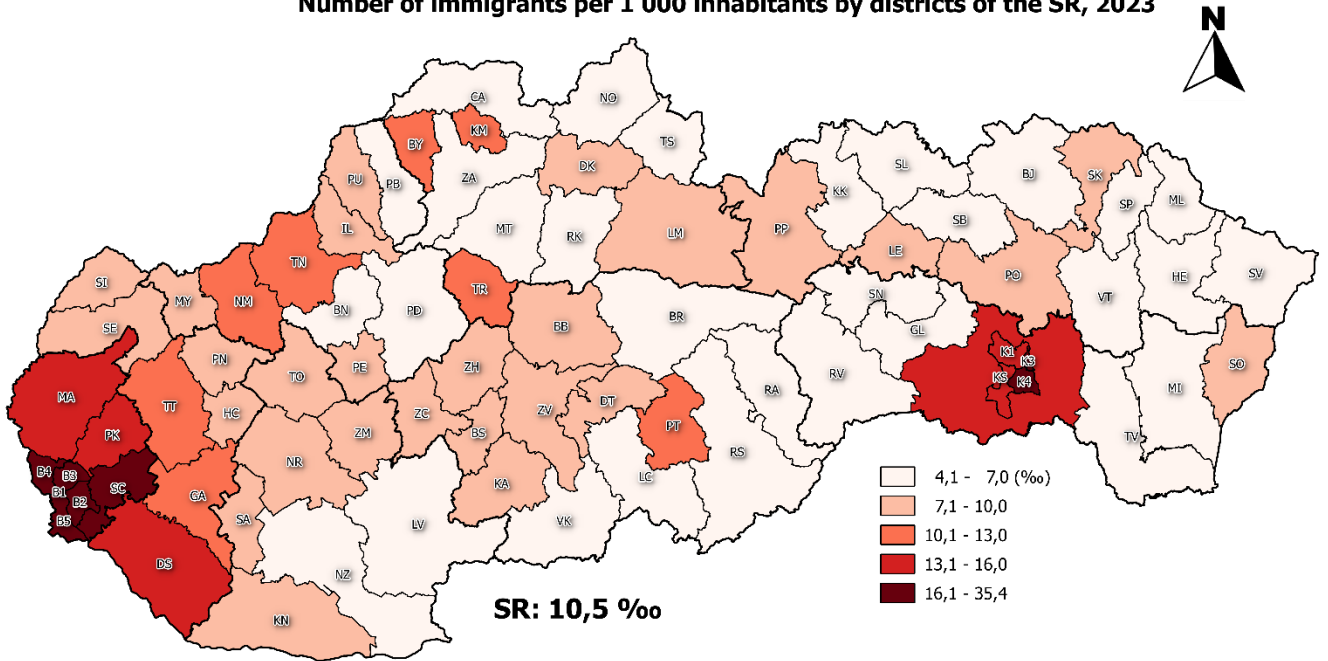 Number of immigrants per 1 000 inhabitants by districts of the SR, 2023
N
CA
NO
KM
BY
TS
DK
PU
PB
ZA
KK
SL
BJ
SK
SP
ML
IL
MT
RK
LM
PP
SB
LE
TN
PO
HE
SV
SI
MY
NM
BN
PD
TR
BB
BR
SN
VT
SE
GL
PN
TO
PE
ZH
RV
K1
K3
KS
K4
SO
MI
MA
TT
HC
ZC
ZV
DT
RA
PK
ZM
BS
PT
RS
TV
B4
B3
B1
B2
B5
SC
NR
KA
LC
GA
SA
LV
VK
DS
NZ
KN
4,1 - 7,0 (‰)
7,1 - 10,0
10,1 - 13,0
13,1 - 16,0
16,1 - 35,4
SR: 10,5 ‰